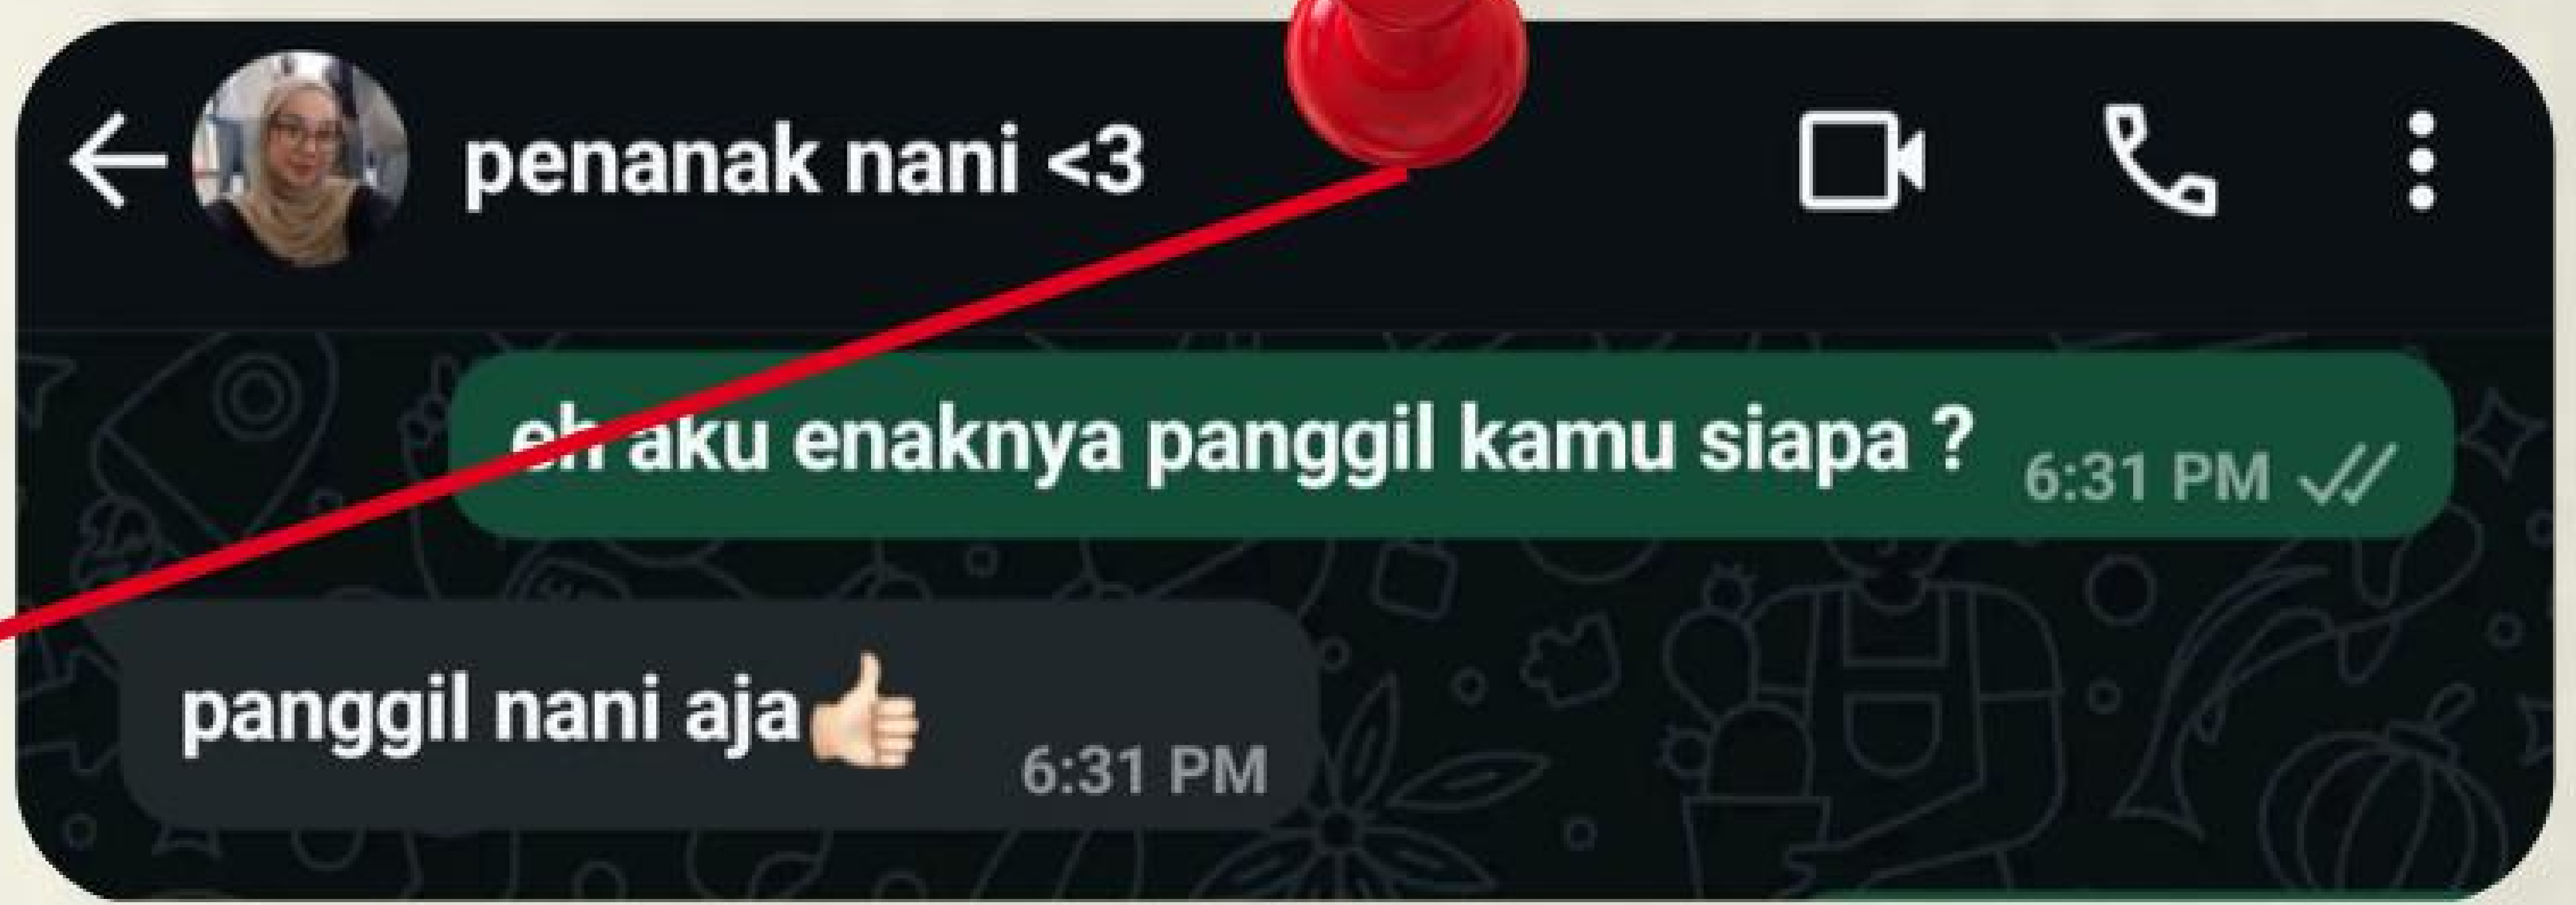 penanak nani <3
eh aku enaknya panggil kamu siapa ?
6:31 PM
panggil nani aja👍🏻
6:31 PM